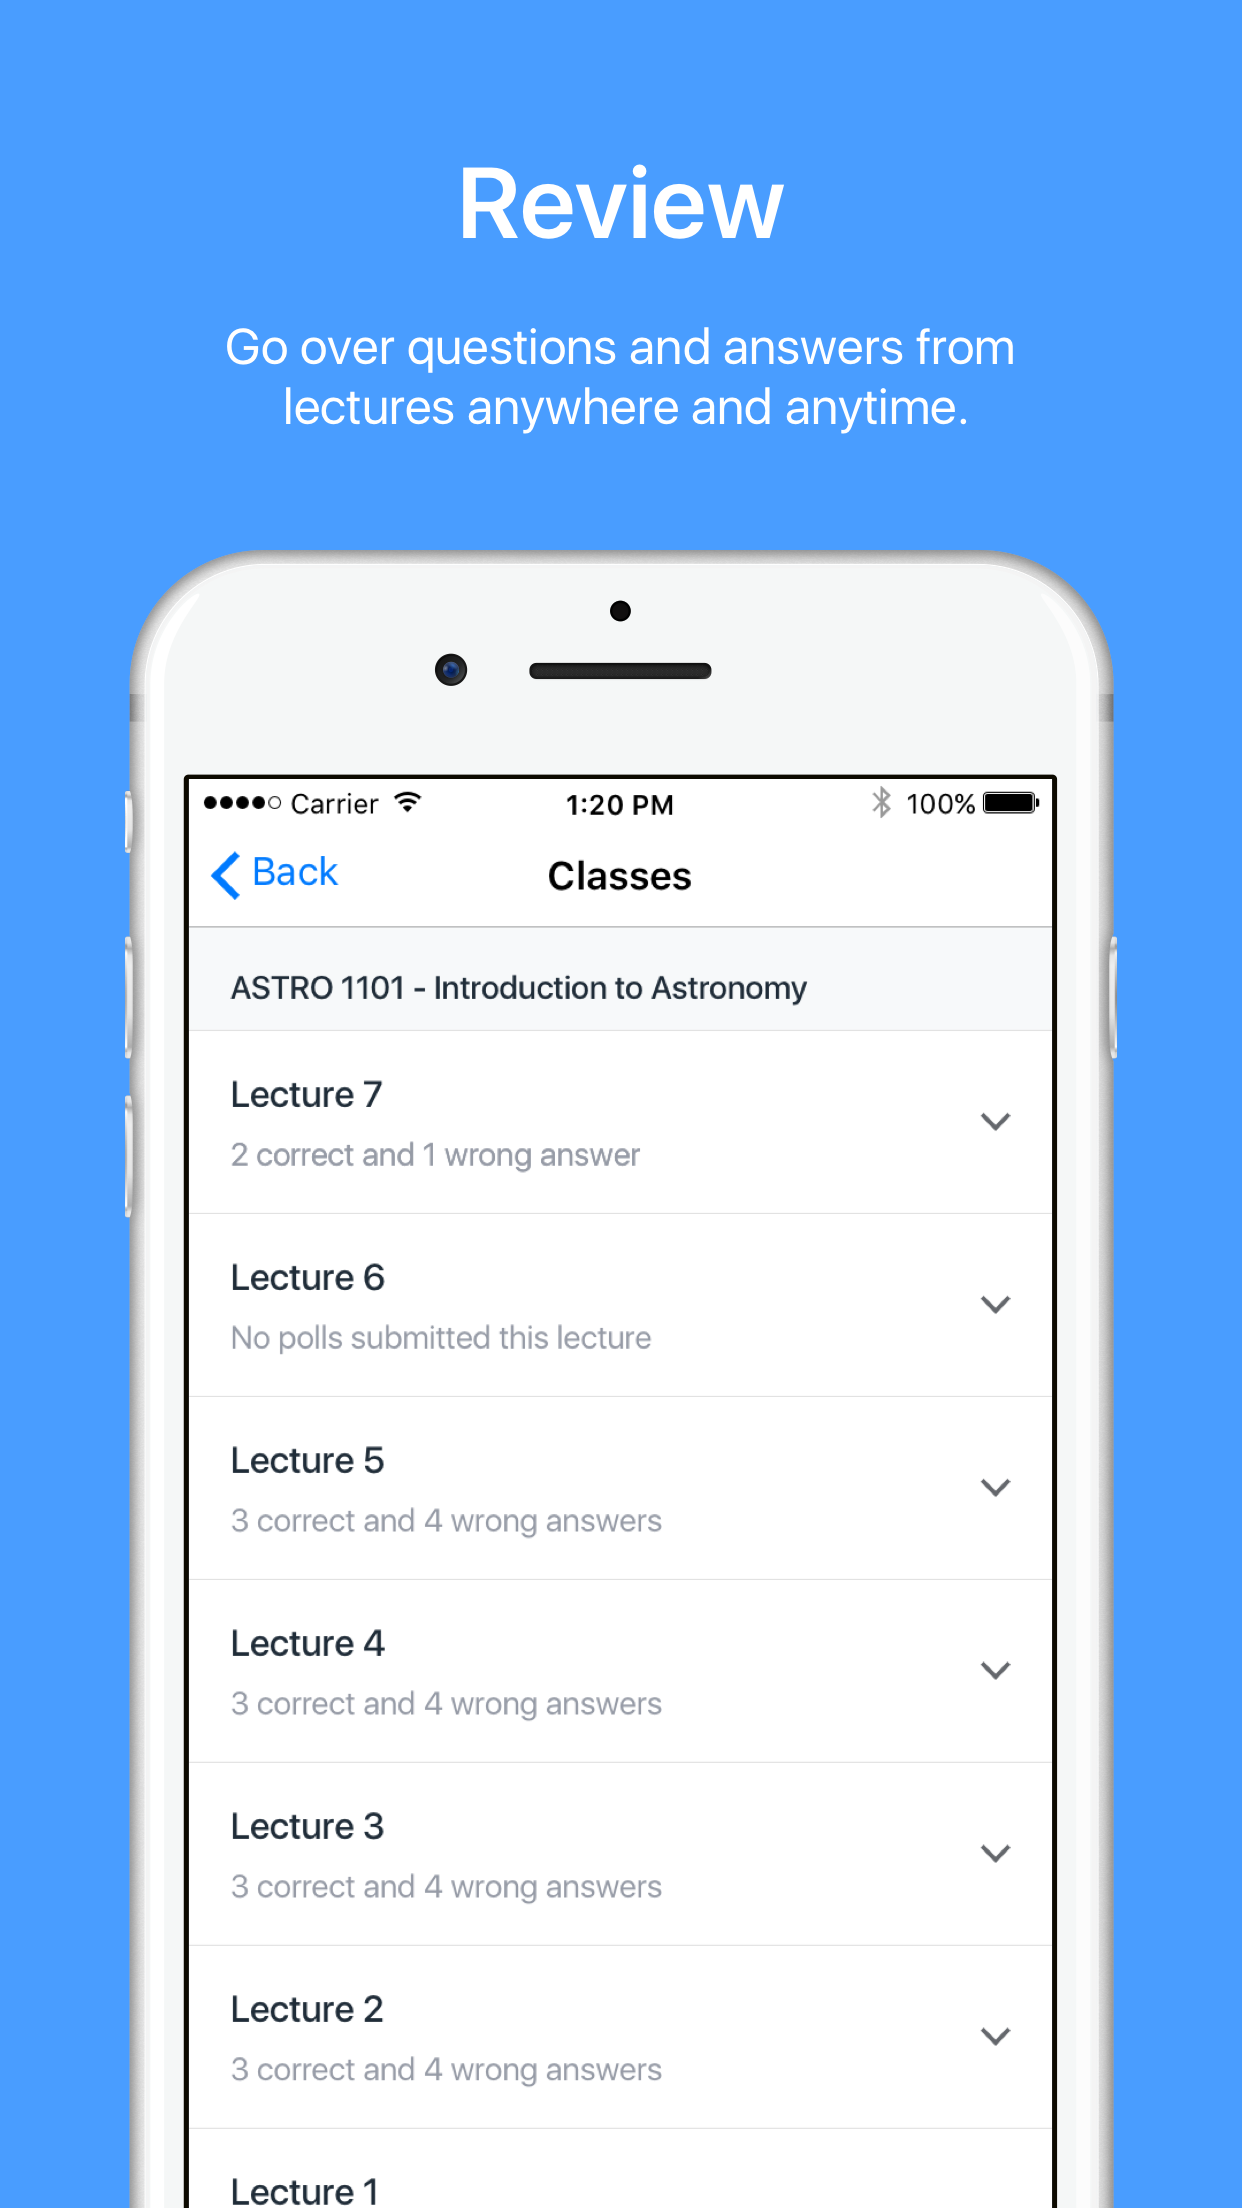 Review
Go over questions and answers from
lectures anywhere and anytime.
Carrier 1:20 PM 100%
Back Classes
ASTRO 1101 - Introduction to Astronomy
Lecture 7
2 correct and 1 wrong answer
Lecture 6
No polls submitted this lecture
Lecture 5
3 correct and 4 wrong answers
Lecture 4
3 correct and 4 wrong answers
Lecture 3
3 correct and 4 wrong answers
Lecture 2
3 correct and 4 wrong answers
Lecture 1